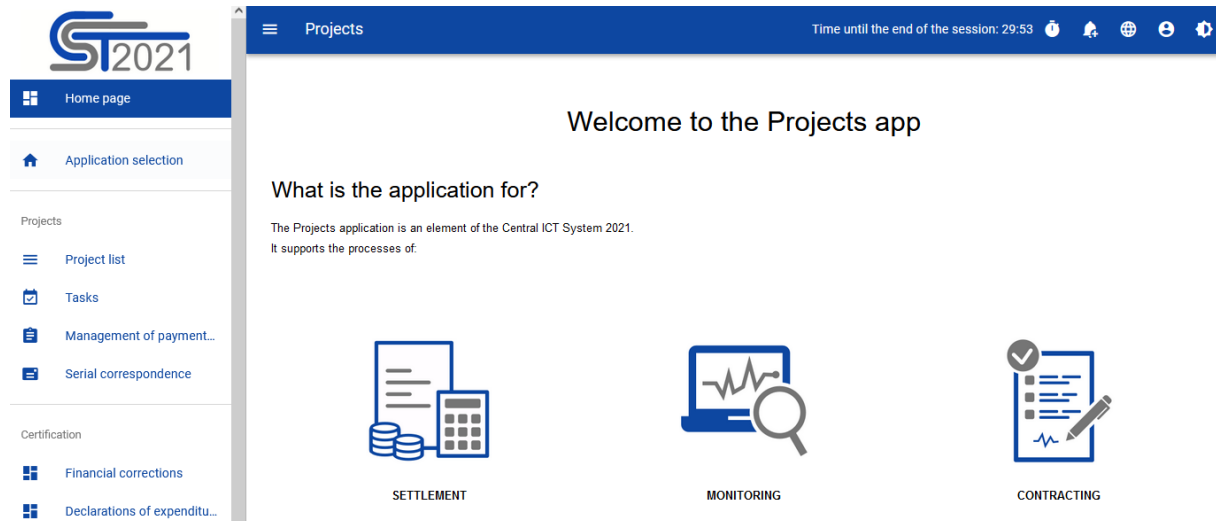 ST2021
Home page
Application selection
Projects
Project list
Tasks
Management of payment...
Serial correspondence
Certification
Financial corrections
Declarations of expenditu...
Projects
Time until the end of the session: 29:53
Welcome to the Projects app
What is the application for?
The Projects application is an element of the Central ICT System 2021.
It supports the processes of:
SETTLEMENT
MONITORING
CONTRACTING